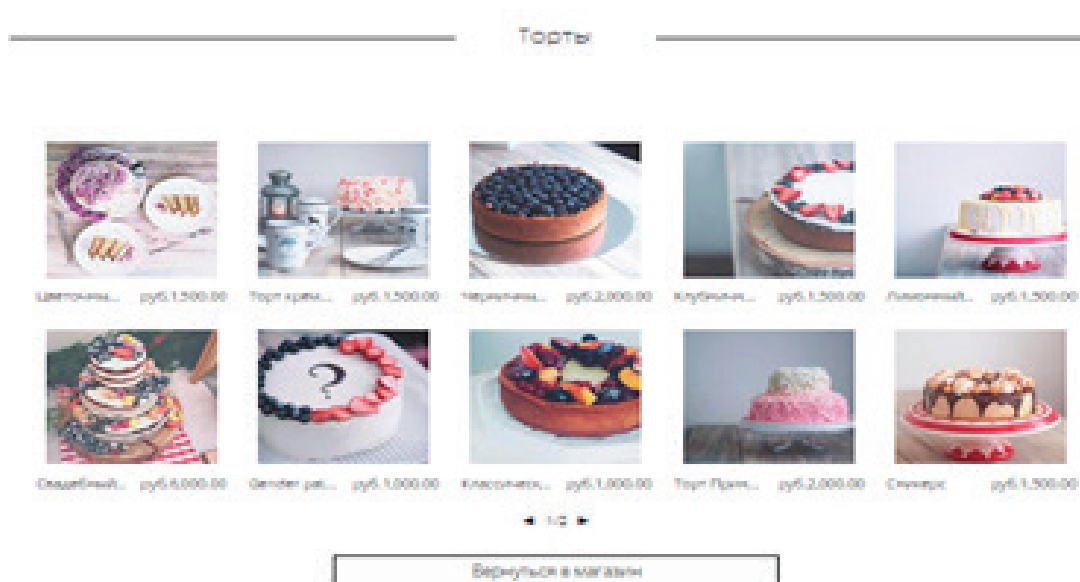 Торты
Цветочны... руб.1,500.00 Торт крем... руб.1,500.00 Черничны... руб.2,000.00 Клубничн... руб.1,500.00 Лимонный... руб.1,500.00
Свадебный... руб.6,000.00 Gender pa... руб.1,000.00 Классическ... руб.1,000.00 Торт Прин... руб.2,000.00 Сникерс руб.1,500.00
◄ 1/2 ►
Вернуться в магазин